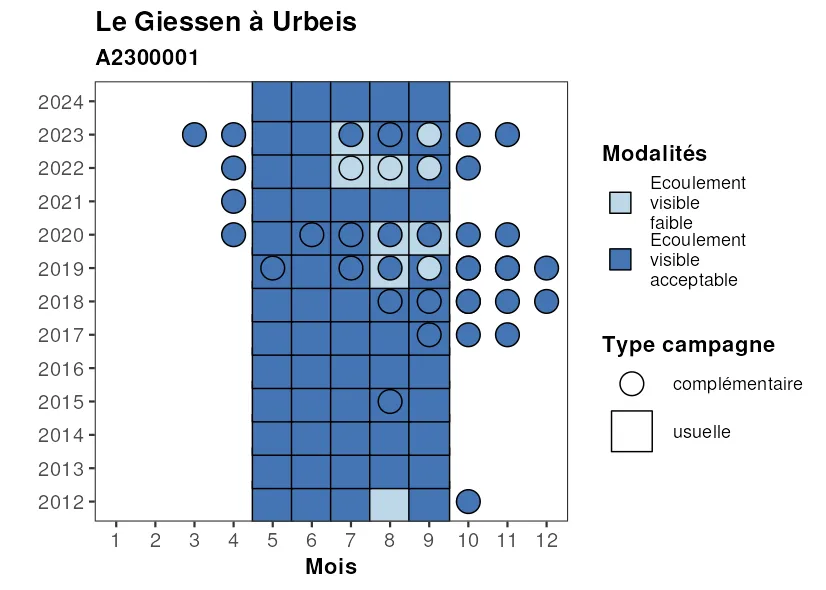 Le Giessen à Urbeis
A2300001
2024
2023
2022
2021
2020
2019
2018
2017
2016
2015
2014
2013
2012
1 2 3 4 5 6 7 8 9 10 11 12
Mois
Modalités
Ecoulement
visible
faible
Ecoulement
visible
acceptable
Type campagne
complémentaire
usuelle